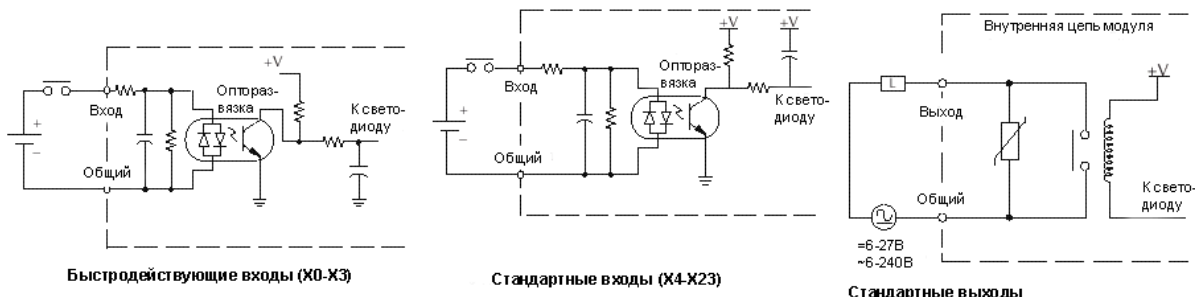 +V
Оптораз-
вязка
Вход
К свето-
диоду
+
−
Общий
Быстродействующие входы (X0-X3)
+V
+V
Оптораз-
вязка
Вход
К свето-
диоду
+
−
Общий
Стандартные входы (X4-X23)
Внутренняя цепь модуля
L
+V
Выход
К свето-
диоду
Общий
=6-27В
~6-240В
Стандартные выходы